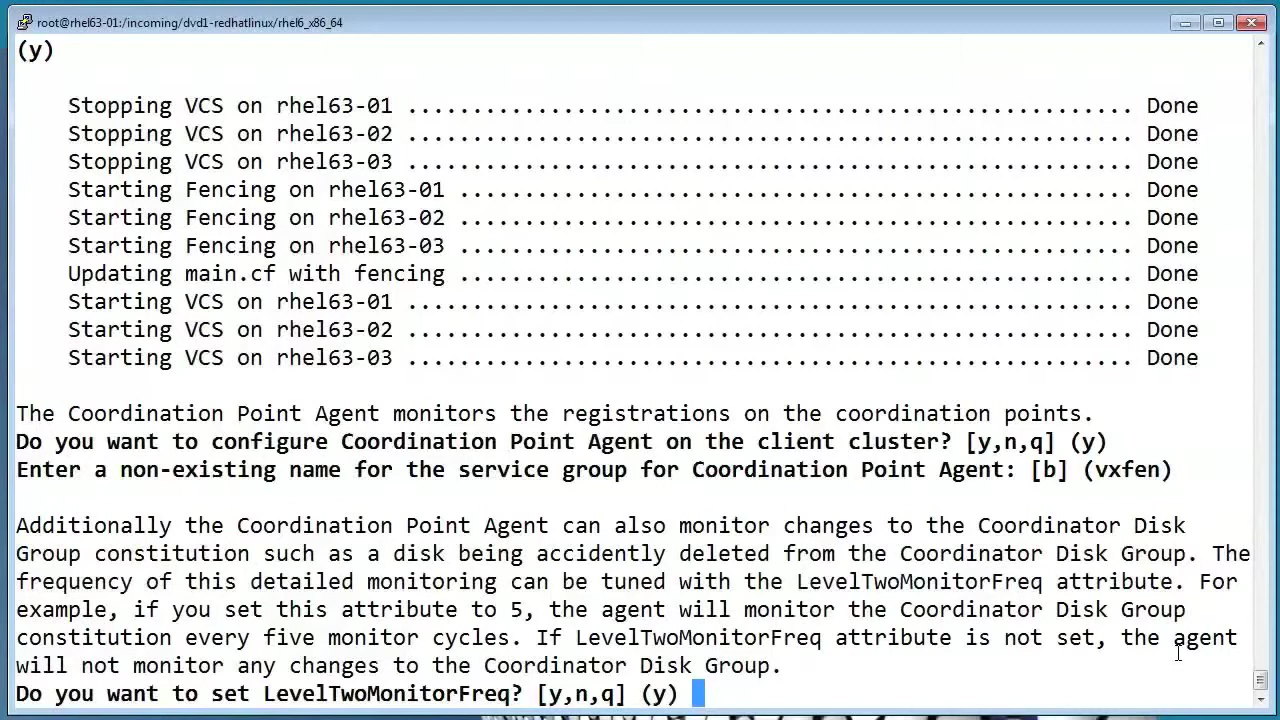 root@rhel63-01:/incoming/dvd1-redhatlinux/rhel6_x86_64
(y)
Stopping VCS on rhel63-01 ........................................................ Done
Stopping VCS on rhel63-02 ........................................................ Done
Stopping VCS on rhel63-03 ........................................................ Done
Starting Fencing on rhel63-01 .................................................... Done
Starting Fencing on rhel63-02 .................................................... Done
Starting Fencing on rhel63-03 .................................................... Done
Updating main.cf with fencing .................................................... Done
Starting VCS on rhel63-01 ........................................................ Done
Starting VCS on rhel63-02 ........................................................ Done
Starting VCS on rhel63-03 ........................................................ Done
The Coordination Point Agent monitors the registrations on the coordination points.
Do you want to configure Coordination Point Agent on the client cluster? [y,n,q] (y)
Enter a non-existing name for the service group for Coordination Point Agent: [b] (vxfen)
Additionally the Coordination Point Agent can also monitor changes to the Coordinator Disk
Group constitution such as a disk being accidently deleted from the Coordinator Disk Group. The
frequency of this detailed monitoring can be tuned with the LevelTwoMonitorFreq attribute. For
example, if you set this attribute to 5, the agent will monitor the Coordinator Disk Group
constitution every five monitor cycles. If LevelTwoMonitorFreq attribute is not set, the agent
will not monitor any changes to the Coordinator Disk Group.
Do you want to set LevelTwoMonitorFreq? [y,n,q] (y)